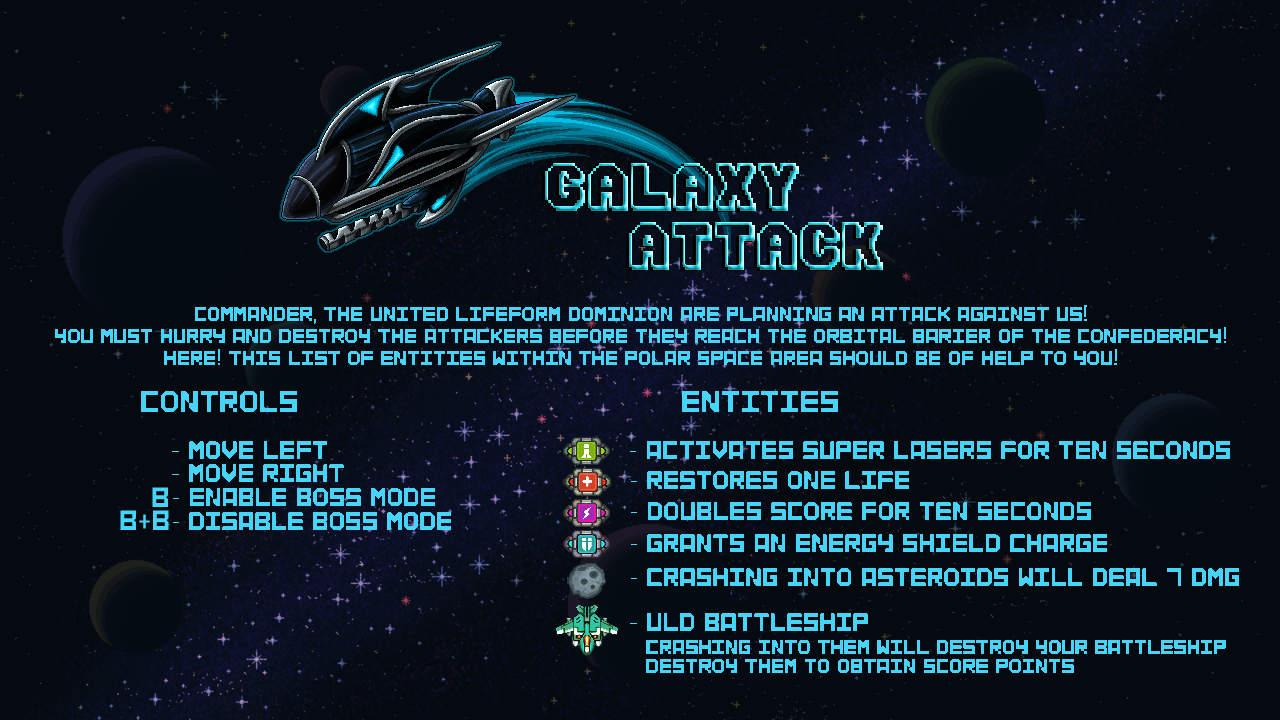 GALAXY
ATTACK
COMMANDER, THE UNITED LIFEFORM DOMINION ARE PLANNING AN ATTACK AGAINST US!
YOU MUST HURRY AND DESTROY THE ATTACKERS BEFORE THEY REACH THE ORBITAL BARIER OF THE CONFEDERACY!
HERE! THIS LIST OF ENTITIES WITHIN THE POLAR SPACE AREA SHOULD BE OF HELP TO YOU!
CONTROLS
- MOVE LEFT
- MOVE RIGHT
B - ENABLE BOSS MODE
B+B - DISABLE BOSS MODE
ENTITIES
- ACTIVATES SUPER LASERS FOR TEN SECONDS
- RESTORES ONE LIFE
- DOUBLES SCORE FOR TEN SECONDS
- GRANTS AN ENERGY SHIELD CHARGE
- CRASHING INTO ASTEROIDS WILL DEAL 7 DMG
- ULD BATTLESHIP
CRASHING INTO THEM WILL DESTROY YOUR BATTLESHIP
DESTROY THEM TO OBTAIN SCORE POINTS